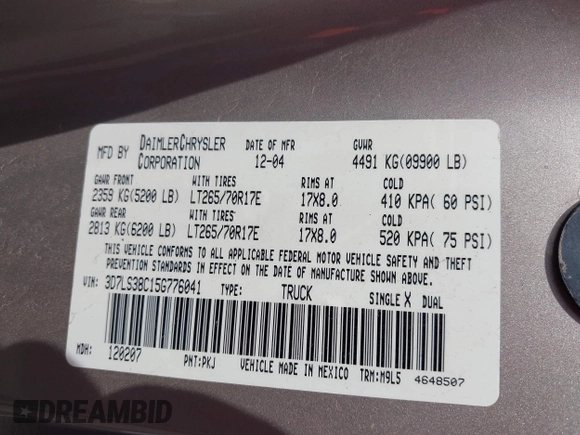 MFD BY DAIMLERCHRYSLER CORPORATION DATE OF MFR 12-04 GVWR 4491 KG(09900 LB)
GAWR FRONT WITH TIRES RIMS AT COLD
2359 KG(5200 LB) LT265/70R17E 17X8.0 410 KPA( 60 PSI)
GAWR REAR WITH TIRES RIMS AT COLD
2813 KG(6200 LB) LT265/70R17E 17X8.0 520 KPA( 75 PSI)
THIS VEHICLE CONFORMS TO ALL APPLICABLE FEDERAL MOTOR VEHICLE SAFETY AND THEFT
PREVENTION STANDARDS IN EFFECT ON THE DATE OF MANUFACTURE SHOWN ABOVE.
VIN: 3D7LS38C15G776041 TYPE: TRUCK SINGLE X DUAL
MDH: 120207 PNT:PKJ VEHICLE MADE IN MEXICO TRM:M9L5 4648507
DREAMBID